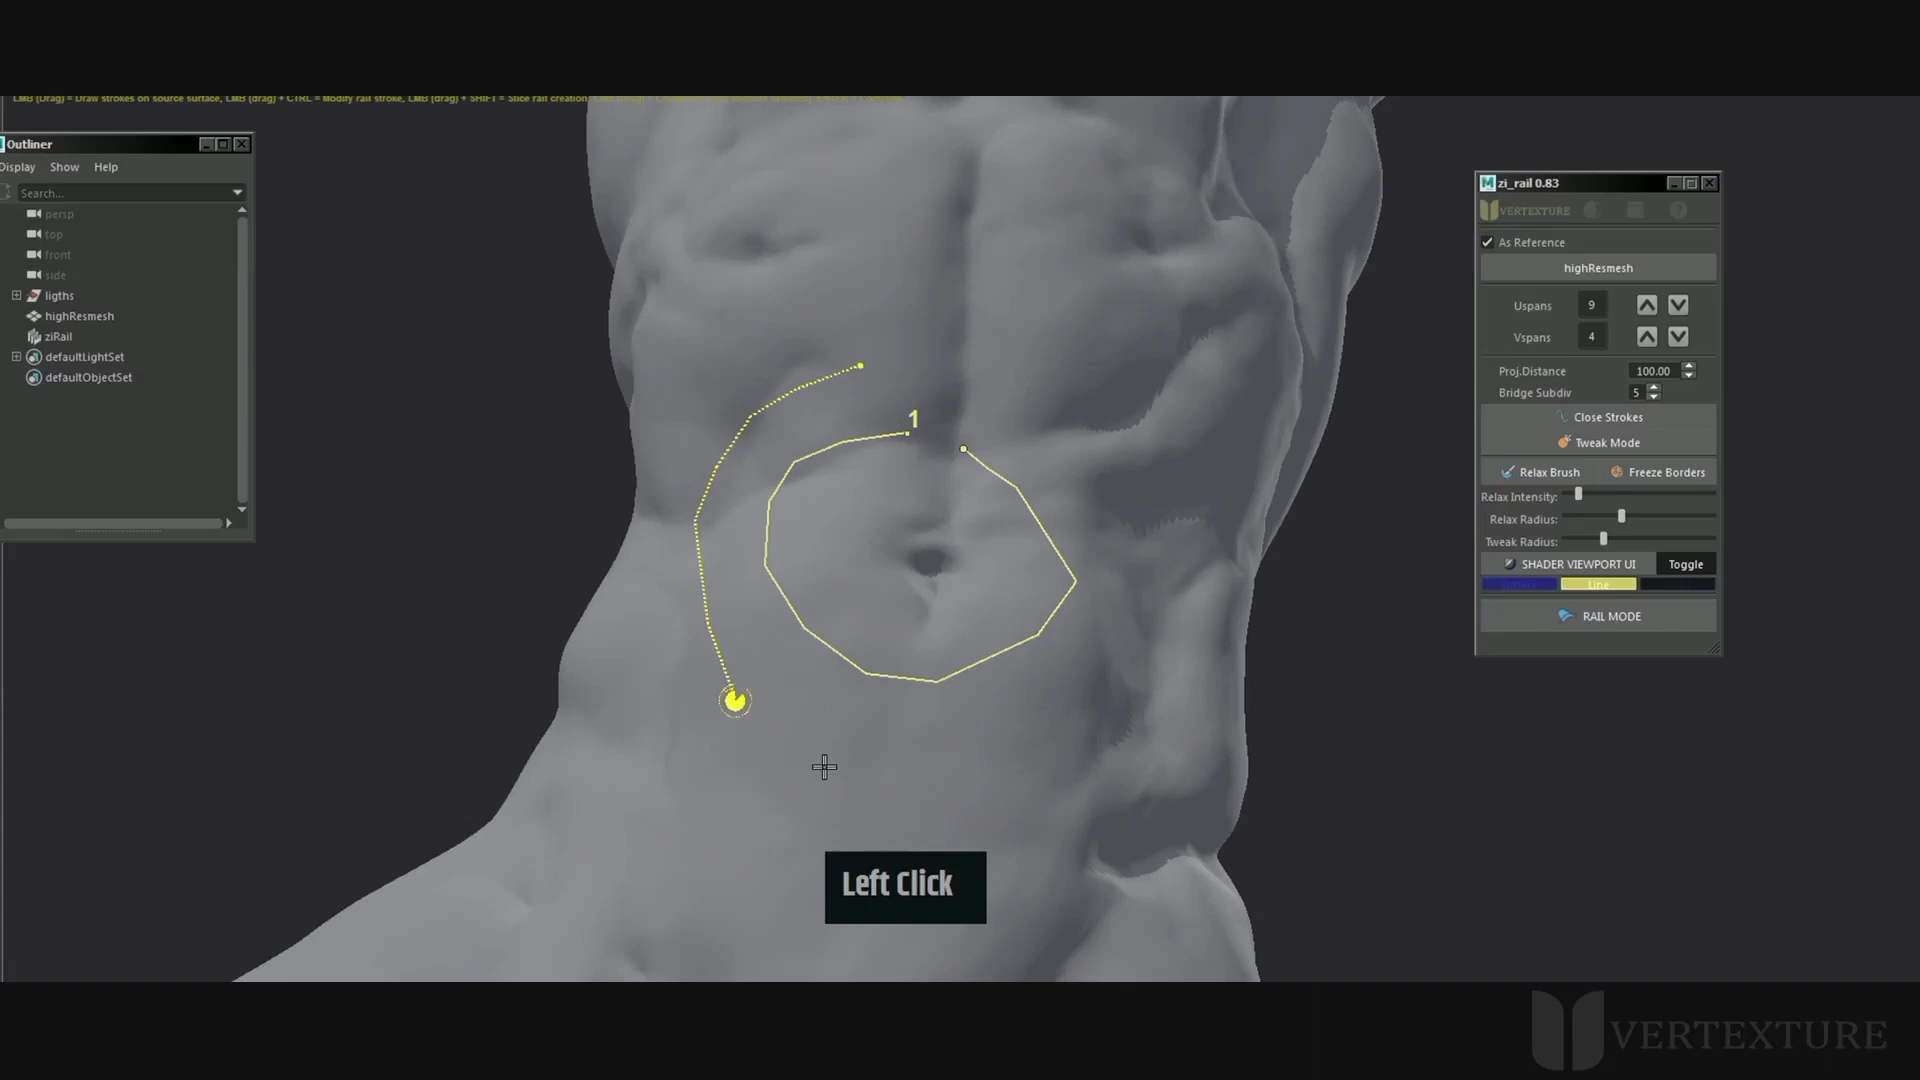 LMB (Drag) = Draw strokes on source surface, LMB (drag) + CTRL = Modify rail stroke, LMB (drag) + SHIFT = Slice rail creation,
Outliner
Display Show Help
Search...
persp
top
front
side
ligths
highResmesh
ziRail
defaultLightSet
defaultObjectSet
1
Left Click
zi_rail 0.83
VERTEXTURE
As Reference
highResmesh
Uspans 9
Vspans 4
Proj.Distance 100.00
Bridge Subdiv 5
Close Strokes
Tweak Mode
Relax Brush Freeze Borders
Relax Intensity:
Relax Radius:
Tweak Radius:
SHADER VIEWPORT UI Toggle
Line
RAIL MODE
VERTEXTURE